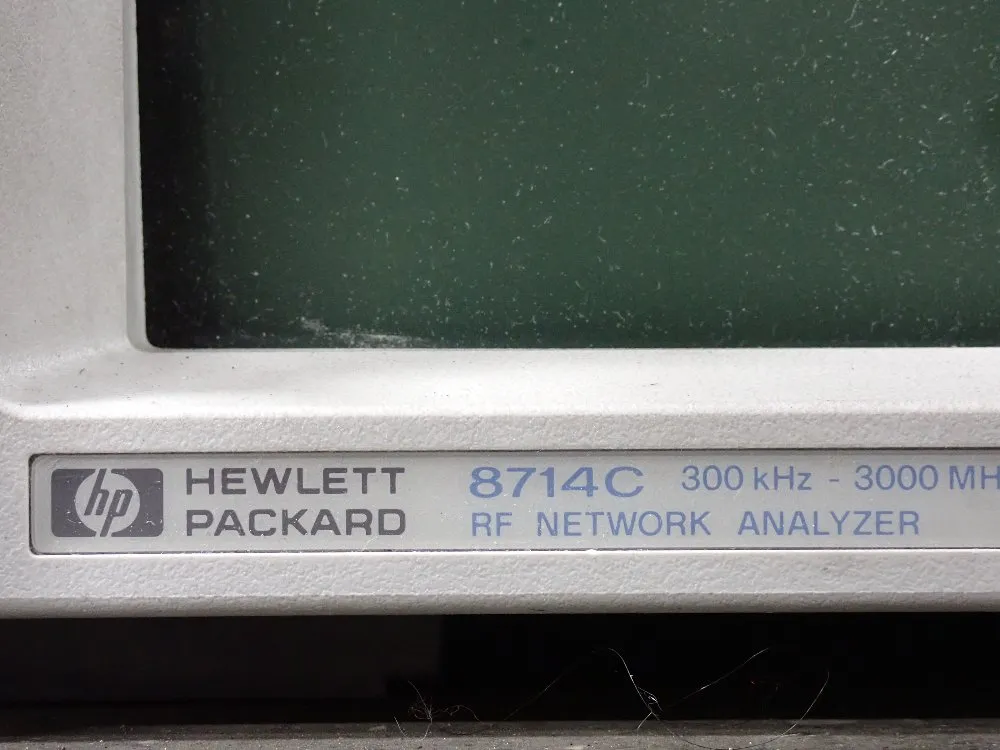 hp HEWLETT PACKARD
8714C 300 kHz - 3000 MH
RF NETWORK ANALYZER